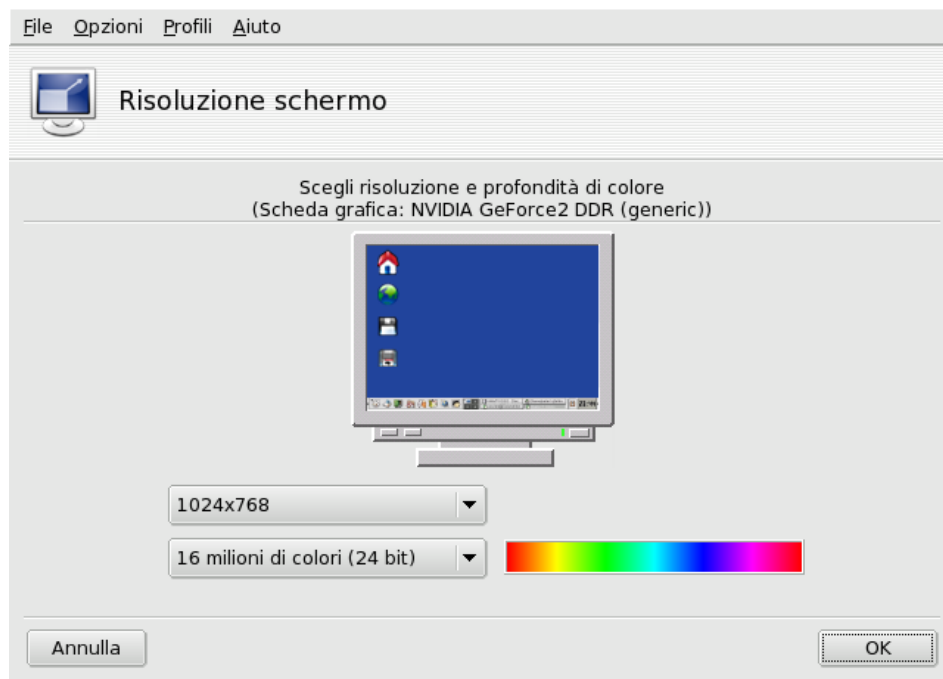 File Opzioni Profili Aiuto
Risoluzione schermo
Scegli risoluzione e profondità di colore
(Scheda grafica: NVIDIA GeForce2 DDR (generic))
1024x768
16 milioni di colori (24 bit)
Annulla OK